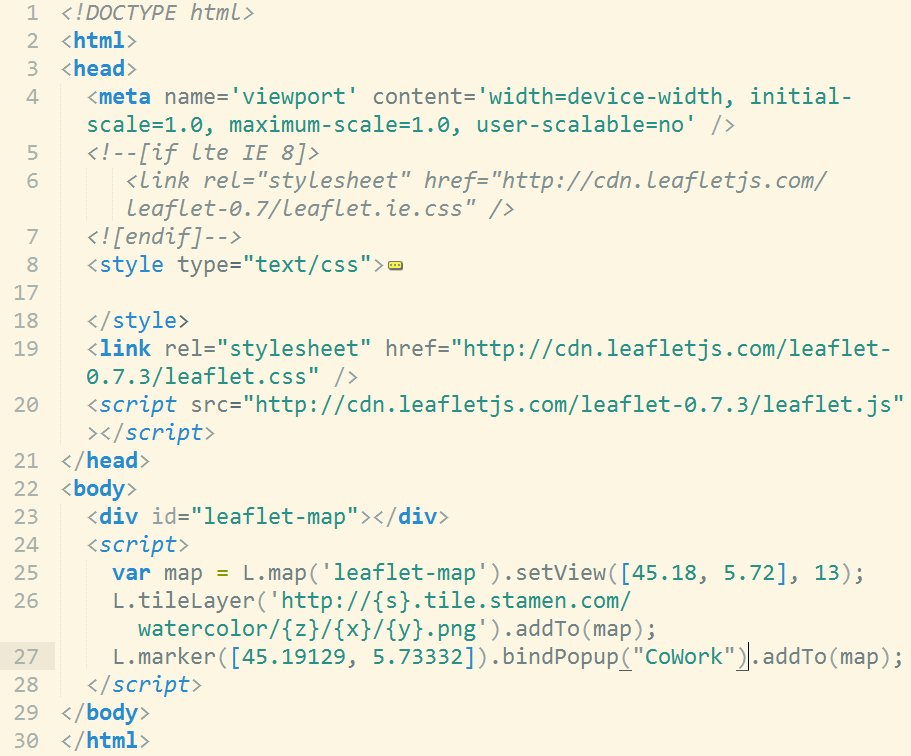 1 <!DOCTYPE html>
2 <html>
3 <head>
4 <meta name='viewport' content='width=device-width, initial-
scale=1.0, maximum-scale=1.0, user-scalable=no' />
5 <!--[if lte IE 8]>
6 <link rel="stylesheet" href="http://cdn.leafletjs.com/
leaflet-0.7/leaflet.ie.css" />
7 <![endif]-->
8 <style type="text/css">
17
18 </style>
19 <link rel="stylesheet" href="http://cdn.leafletjs.com/leaflet-
0.7.3/leaflet.css" />
20 <script src="http://cdn.leafletjs.com/leaflet-0.7.3/leaflet.js"
></script>
21 </head>
22 <body>
23 <div id="leaflet-map"></div>
24 <script>
25 var map = L.map('leaflet-map').setView([45.18, 5.72], 13);
26 L.tileLayer('http://{s}.tile.stamen.com/
watercolor/{z}/{x}/{y}.png').addTo(map);
27 L.marker([45.19129, 5.73332]).bindPopup("CoWork").addTo(map);
28 </script>
29 </body>
30 </html>